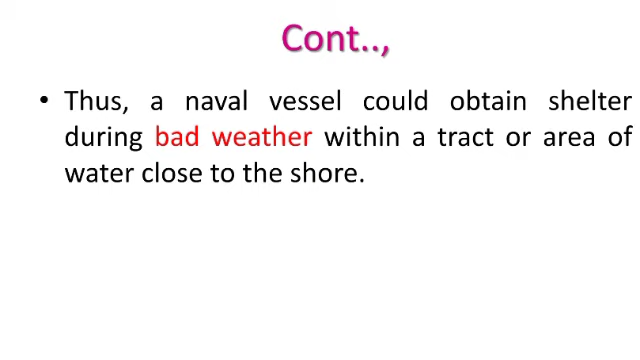 Cont..,
• Thus, a naval vessel could obtain shelter
during bad weather within a tract or area of
water close to the shore.